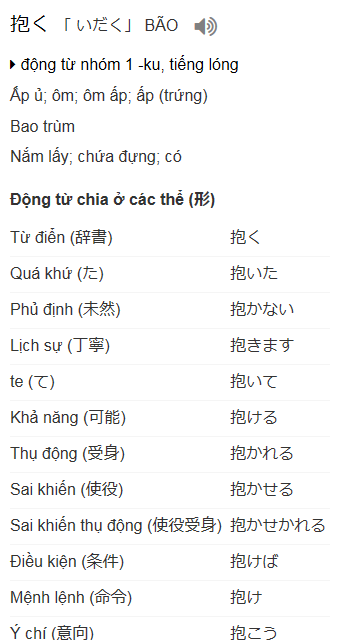 抱く 「 いだく」 BÃO
động từ nhóm 1 -ku, tiếng lóng
Ấp ủ; ôm; ôm ấp; ấp (trứng)
Bao trùm
Nắm lấy; chứa đựng; có
Động từ chia ở các thể (形)
Từ điển (辞書) 抱く
Quá khứ (た) 抱いた
Phủ định (未然) 抱かない
Lịch sự (丁寧) 抱きます
te (て) 抱いて
Khả năng (可能) 抱ける
Thụ động (受身) 抱かれる
Sai khiến (使役) 抱かせる
Sai khiến thụ động (使役受身) 抱かせかれる
Điều kiện (条件) 抱けば
Mệnh lệnh (命令) 抱け
Ý chí (意向) 抱こう